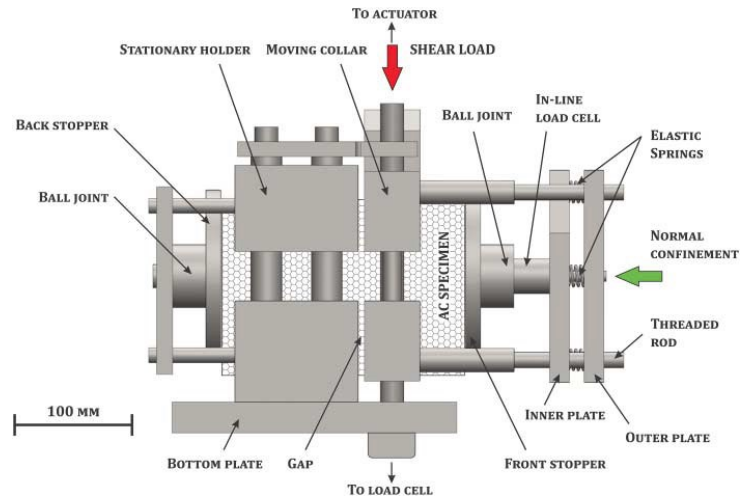 To actuator
Stationary holder
Moving collar
Shear load
Back stopper
Ball joint
In-line
load cell
Elastic
Springs
Ball joint
Normal
confinement
AC specimen
Threaded
rod
100 mm
Inner plate
Outer plate
Bottom plate
Gap
Front stopper
To load cell